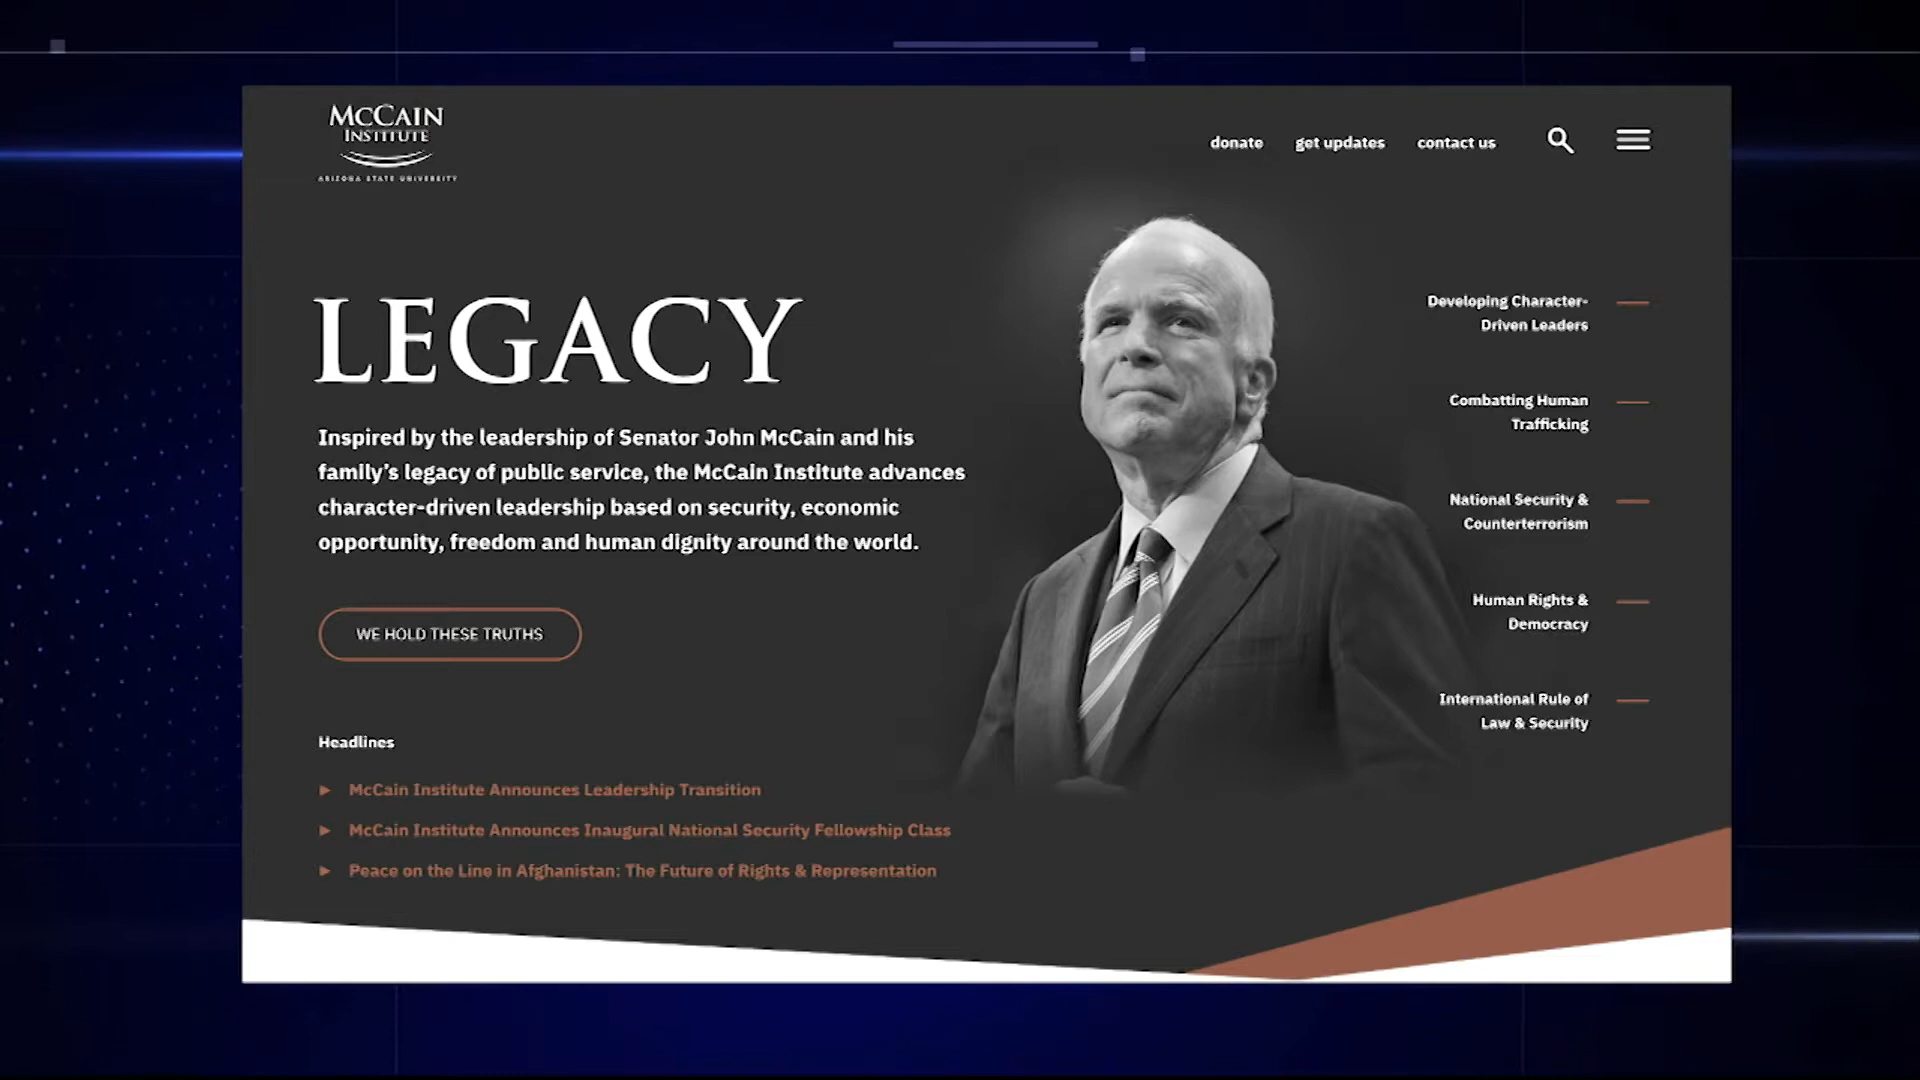 McCain
Institute
ARIZONA STATE UNIVERSITY
donate
get updates
contact us
LEGACY
Inspired by the leadership of Senator John McCain and his
family's legacy of public service, the McCain Institute advances
character-driven leadership based on security, economic
opportunity, freedom and human dignity around the world.
WE HOLD THESE TRUTHS
Headlines
McCain Institute Announces Leadership Transition
McCain Institute Announces Inaugural National Security Fellowship Class
Peace on the Line in Afghanistan: The Future of Rights & Representation
Developing Character-
Driven Leaders
Combatting Human
Trafficking
National Security &
Counterterrorism
Human Rights &
Democracy
International Rule of
Law & Security